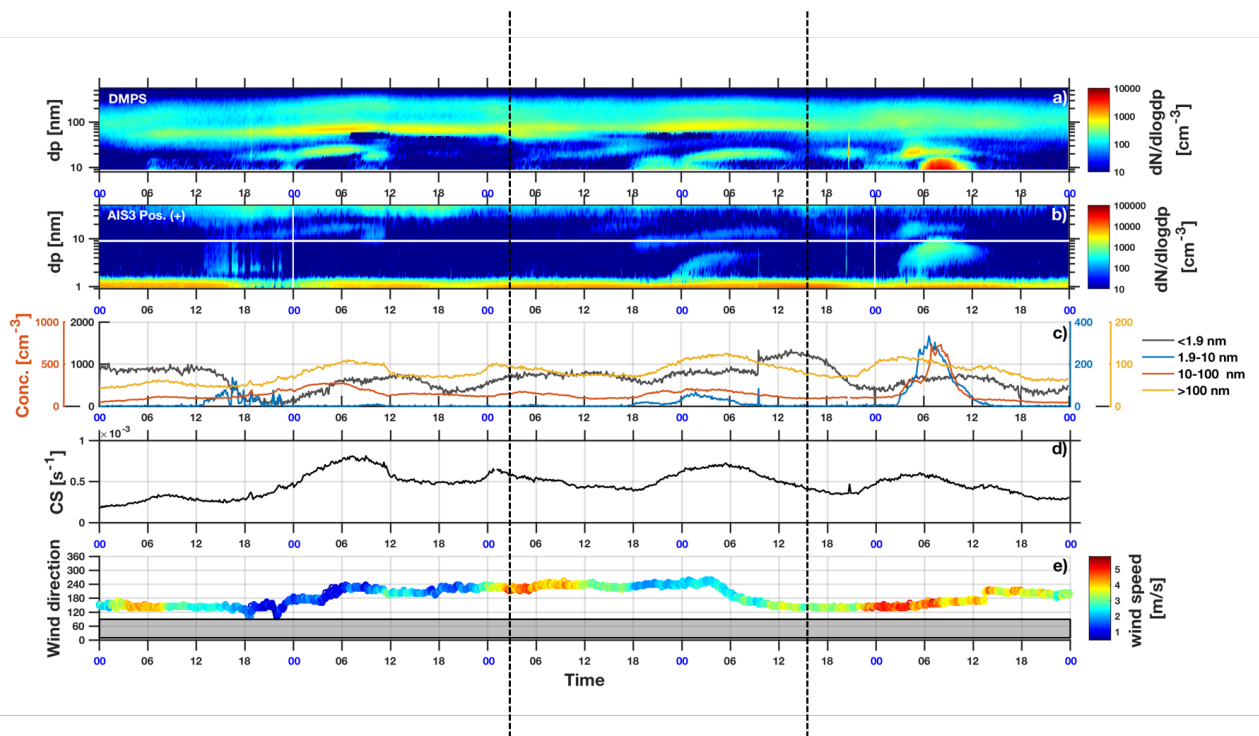 DMPS
a)
dp [nm]
100
10
10000
1000
100
10
dN/dlogdp
[cm-3]
00 06 12 18 00 06 12 18 00 06 12 18 00 06 12 18 00 06 12 18 00
AIS3 Pos. (+)
b)
dp [nm]
10
1
100000
10000
1000
100
10
dN/dlogdp
[cm-3]
00 06 12 18 00 06 12 18 00 06 12 18 00 06 12 18 00 06 12 18 00
c)
Conc. [cm-3]
1000 2000 400 200
500 1000 200 100
0 0 0 0
<1.9 nm
1.9-10 nm
10-100 nm
>100 nm
00 06 12 18 00 06 12 18 00 06 12 18 00 06 12 18 00 06 12 18 00
×10-3
d)
CS [s-1]
1
0.5
0
00 06 12 18 00 06 12 18 00 06 12 18 00 06 12 18 00 06 12 18 00
e)
Wind direction
360
300
240
180
120
60
0
5
4
3
2
1
wind speed
[m/s]
00 06 12 18 00 06 12 18 00 06 12 18 00 06 12 18 00 06 12 18 00
Time